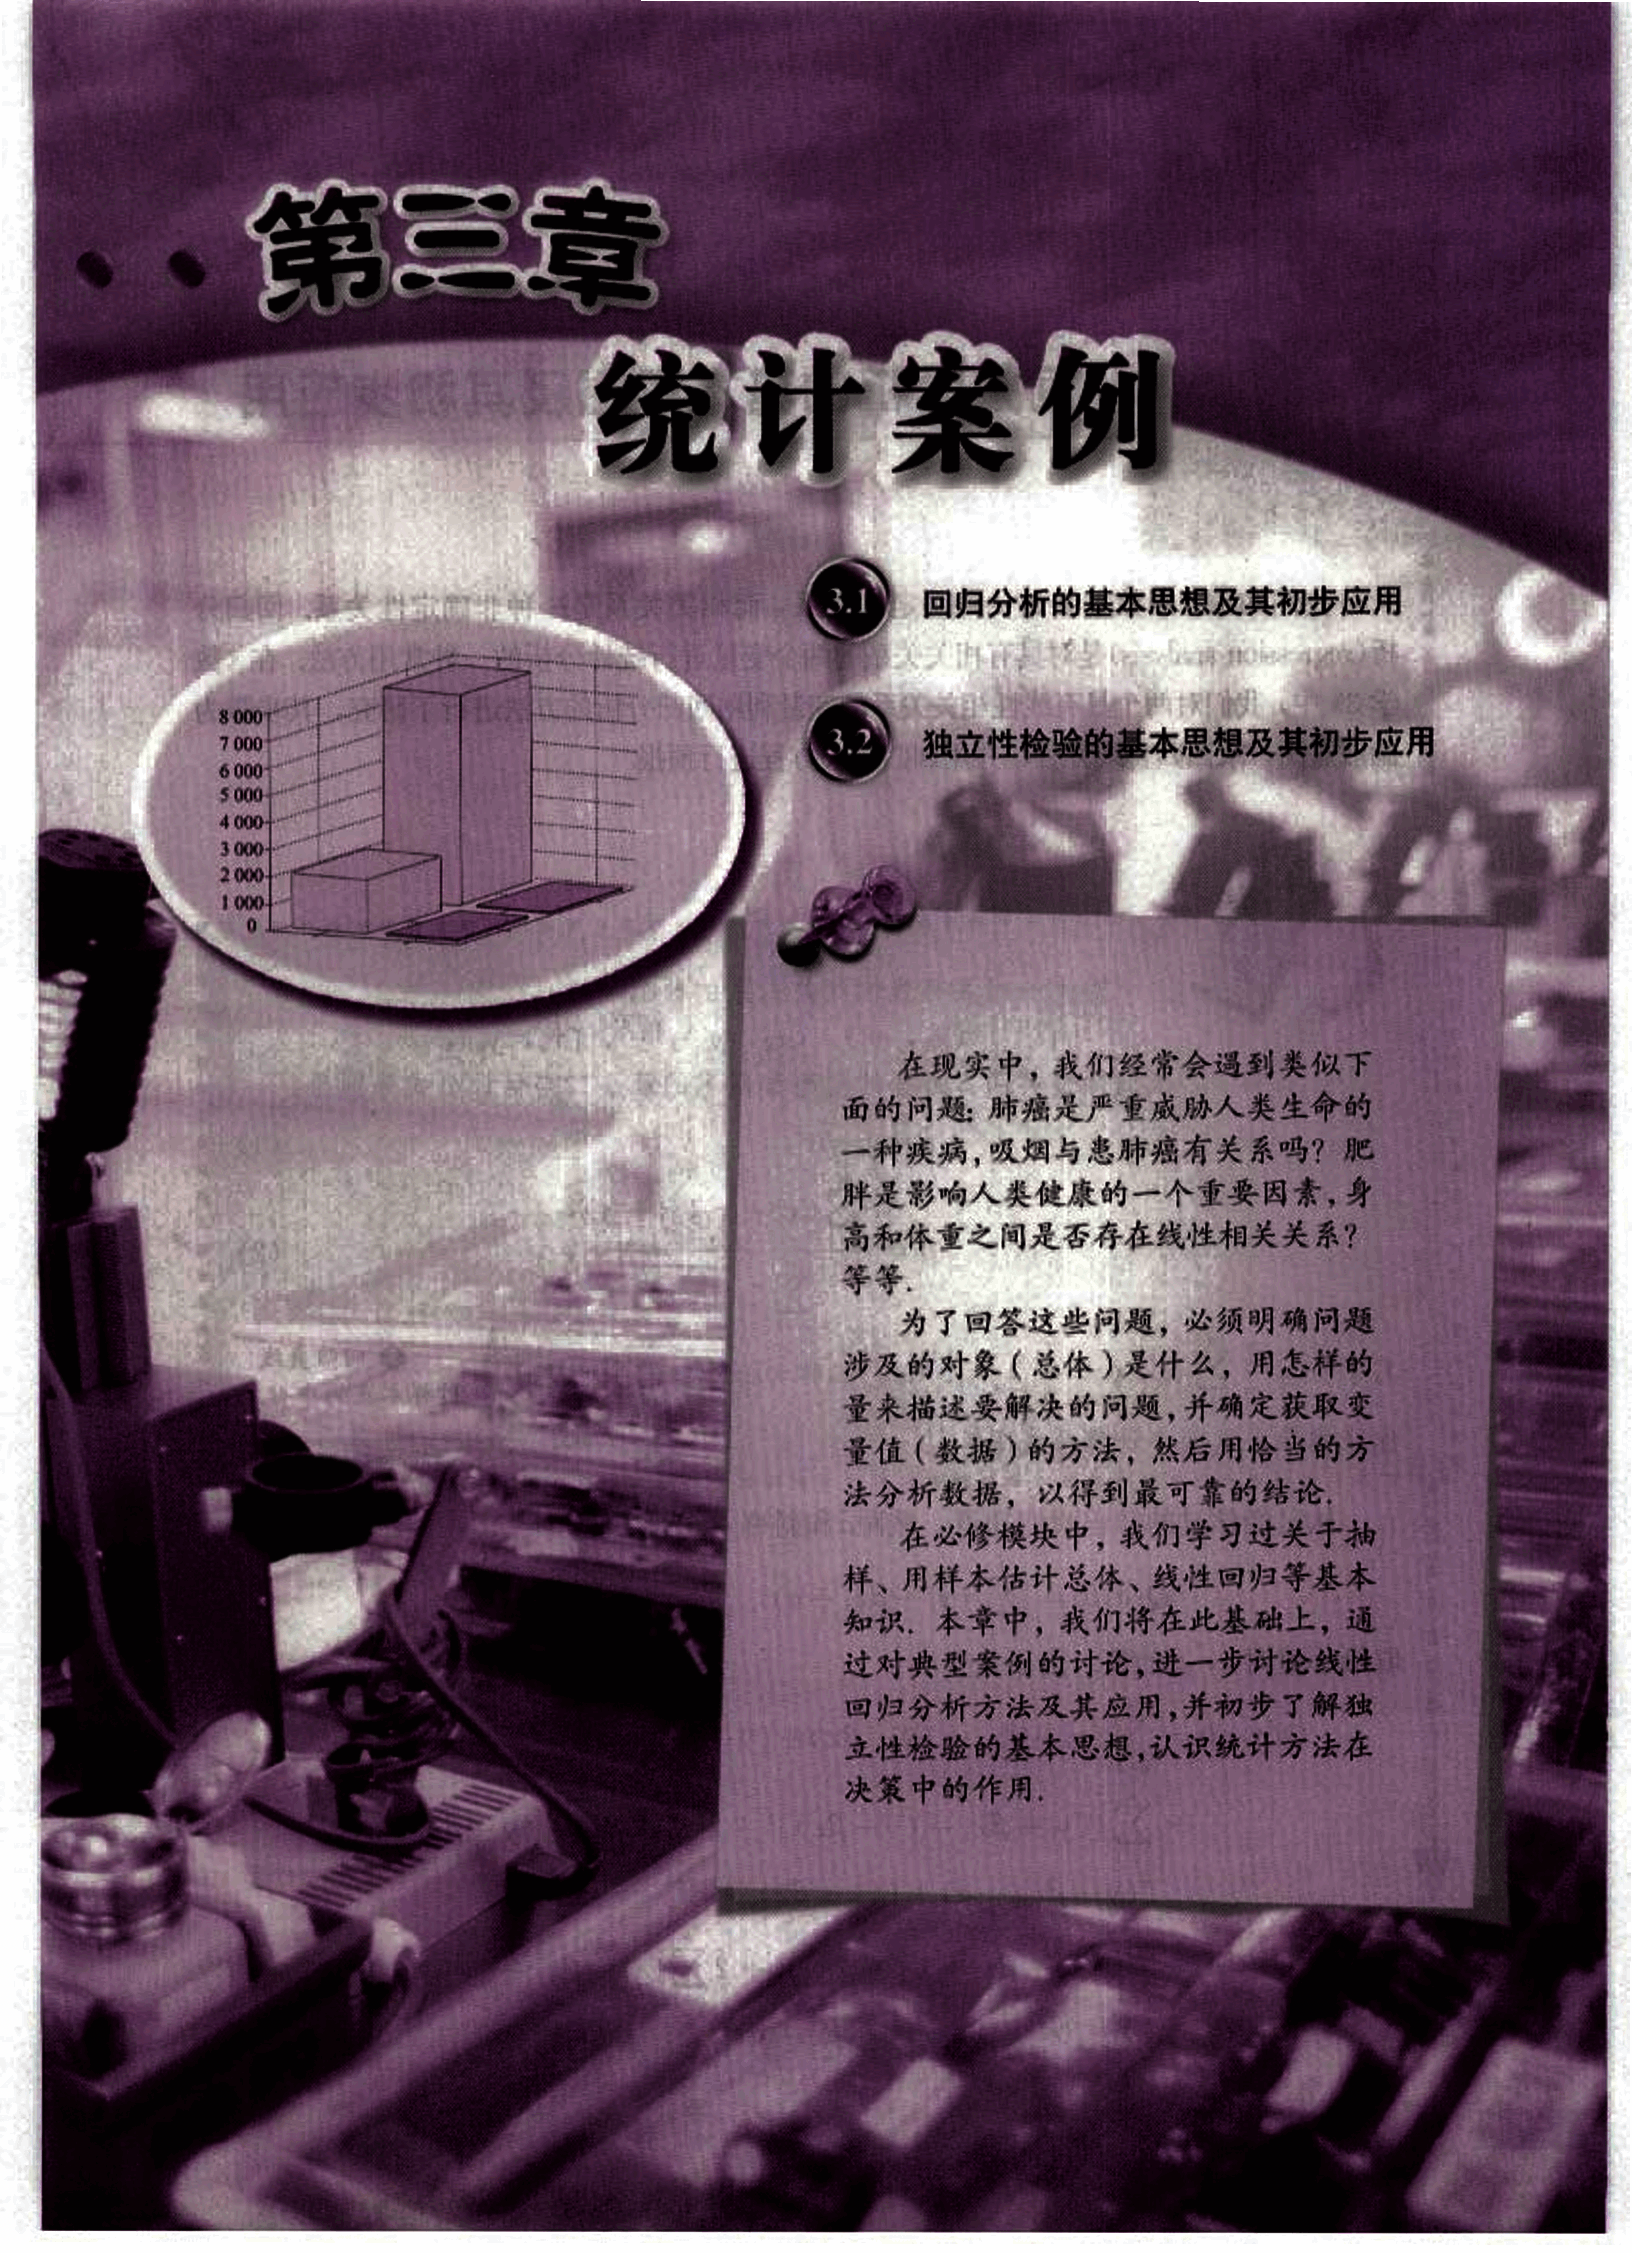 第三章
统计案例
3.1 回归分析的基本思想及其初步应用
3.2 独立性检验的基本思想及其初步应用
8 000
7 000
6 000
5 000
4 000
3 000
2 000
1 000
0
在现实中，我们经常会遇到类似下
面的问题：肺癌是严重威胁人类生命的
一种疾病，吸烟与患肺癌有关系吗？肥
胖是影响人类健康的一个重要因素，身
高和体重之间是否存在线性相关关系？
等等．
为了回答这些问题，必须明确问题
涉及的对象（总体）是什么，用怎样的
量来描述要解决的问题，并确定获取变
量值（数据）的方法，然后用恰当的方
法分析数据，以得到最可靠的结论．
在必修模块中，我们学习过关于抽
样、用样本估计总体、线性回归等基本
知识．本章中，我们将在此基础上，通
过对典型案例的讨论，进一步讨论线性
回归分析方法及其应用，并初步了解独
立性检验的基本思想，认识统计方法在
决策中的作用．